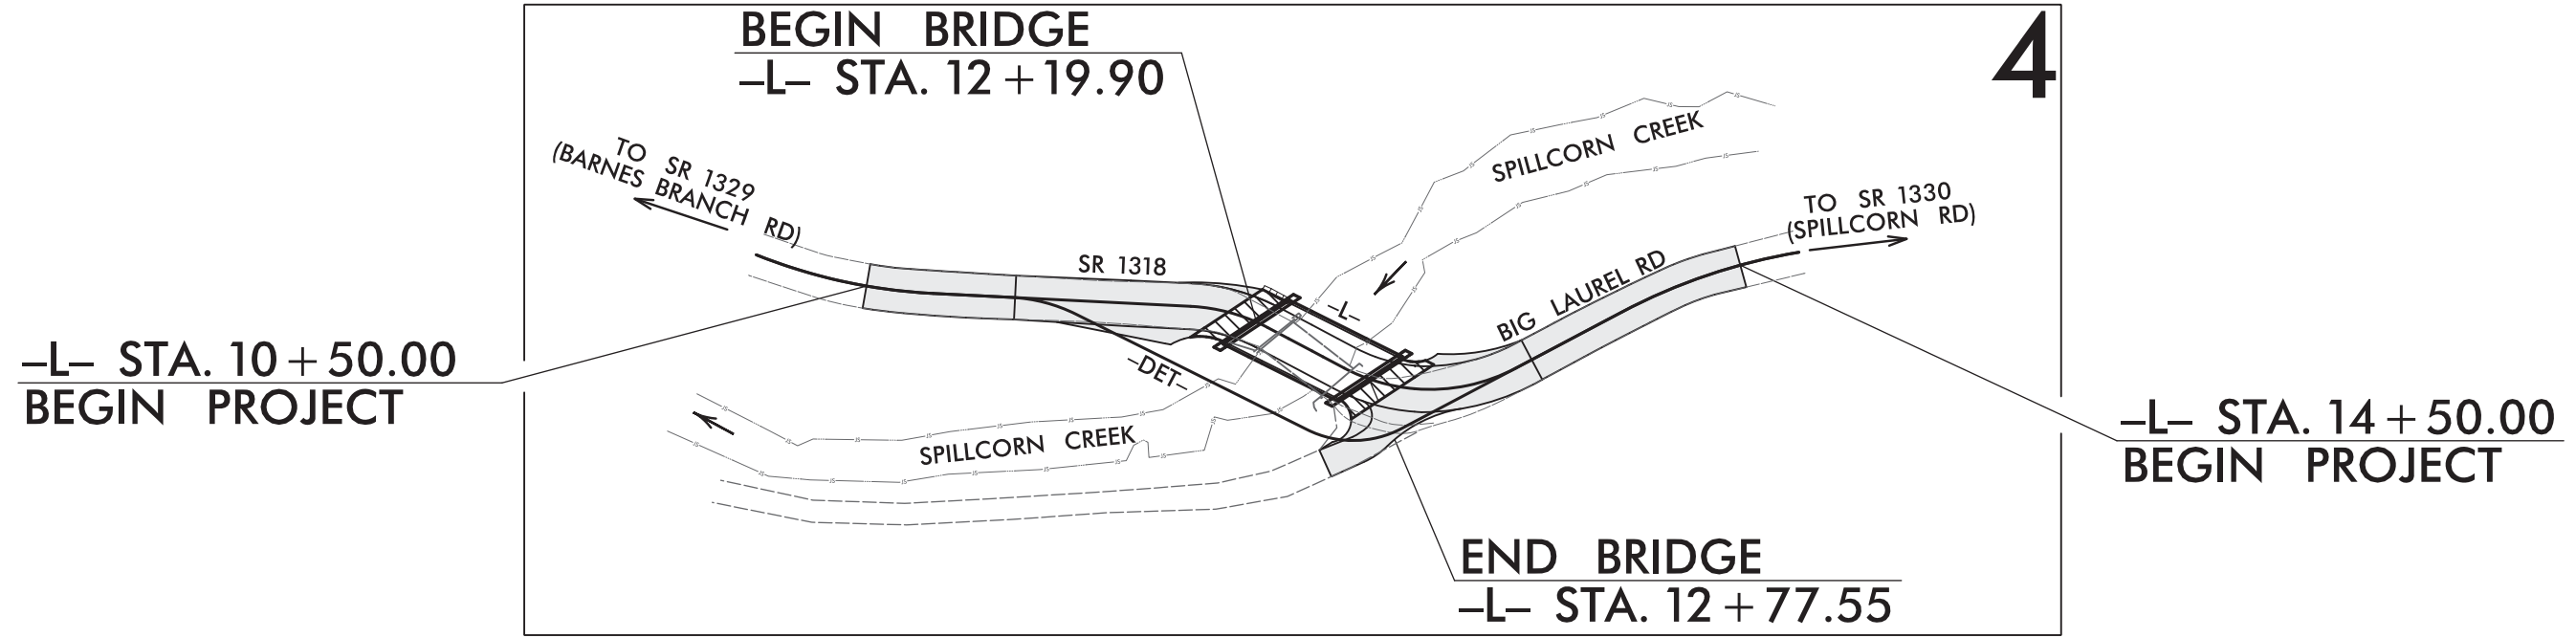 BEGIN BRIDGE
–L– STA. 12+19.90
4
TO SR 1329
(BARNES BRANCH RD)
SPILLCORN CREEK
TO SR 1330
(SPILLCORN RD)
SR 1318
–L–
BIG LAUREL RD
–L– STA. 10+50.00
BEGIN PROJECT
–DET–
–L– STA. 14+50.00
BEGIN PROJECT
SPILLCORN CREEK
END BRIDGE
–L– STA. 12+77.55